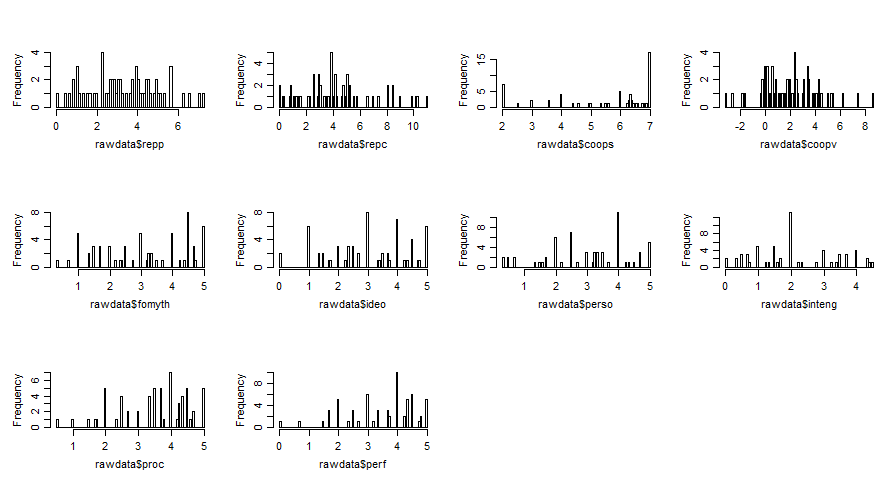 Frequency
0 2 4
0 2 4 6
rawdata$repp
Frequency
0 1 2 3 4 5
0 2 4 6 8 10
rawdata$repc
Frequency
0 5 15
2 3 4 5 6 7
rawdata$coops
Frequency
0 2 4
-2 0 2 4 6 8
rawdata$coopv
Frequency
0 2 4 8
1 2 3 4 5
rawdata$fomyth
Frequency
0 2 4 8
0 1 2 3 4 5
rawdata$ideo
Frequency
0 4 8
1 2 3 4 5
rawdata$perso
Frequency
0 4 10
0 1 2 3 4
rawdata$inteng
Frequency
0 2 4 6
1 2 3 4 5
rawdata$proc
Frequency
0 4 8
0 1 2 3 4 5
rawdata$perf